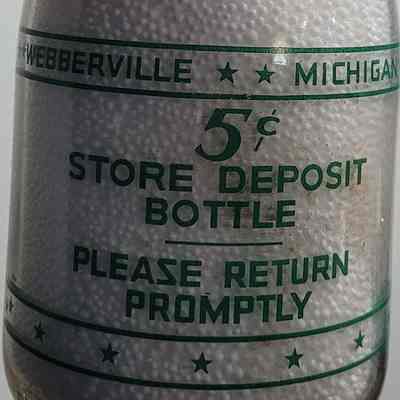 WEBBERVILLE ★ ★ MICHIGAN
5¢
STORE DEPOSIT
BOTTLE
PLEASE RETURN
PROMPTLY